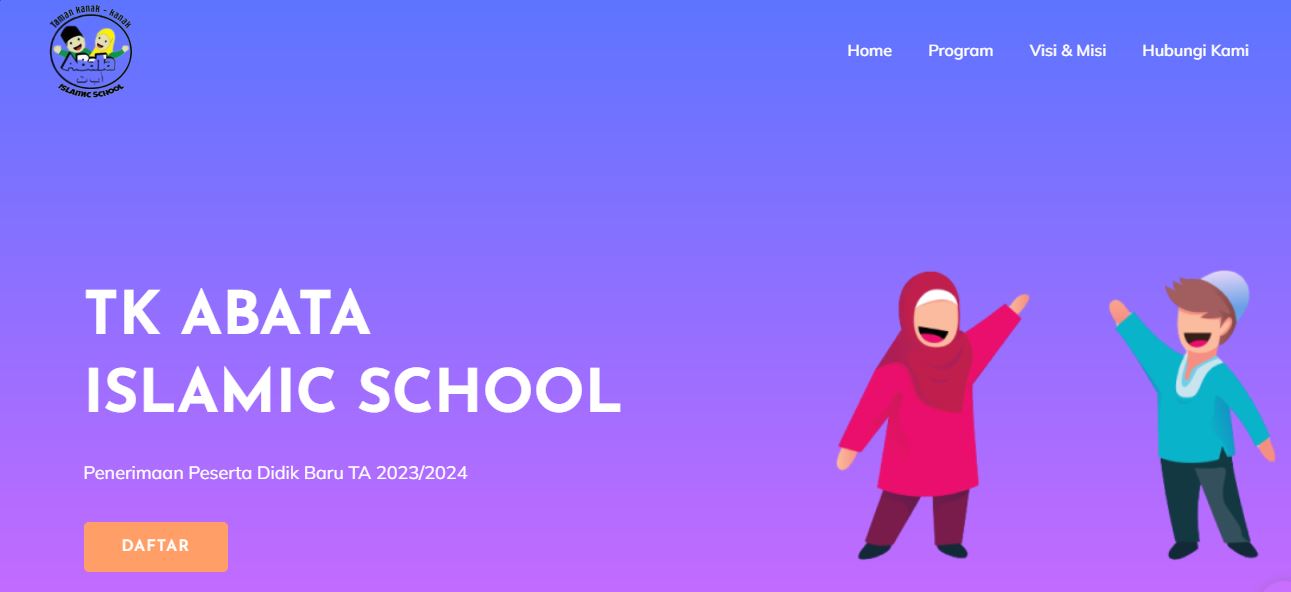 Taman Kanak - Kanak
ABaTa
أ ب ت
ISLAMIC SCHOOL
Home
Program
Visi & Misi
Hubungi Kami
TK ABATA
ISLAMIC SCHOOL
Penerimaan Peserta Didik Baru TA 2023/2024
DAFTAR